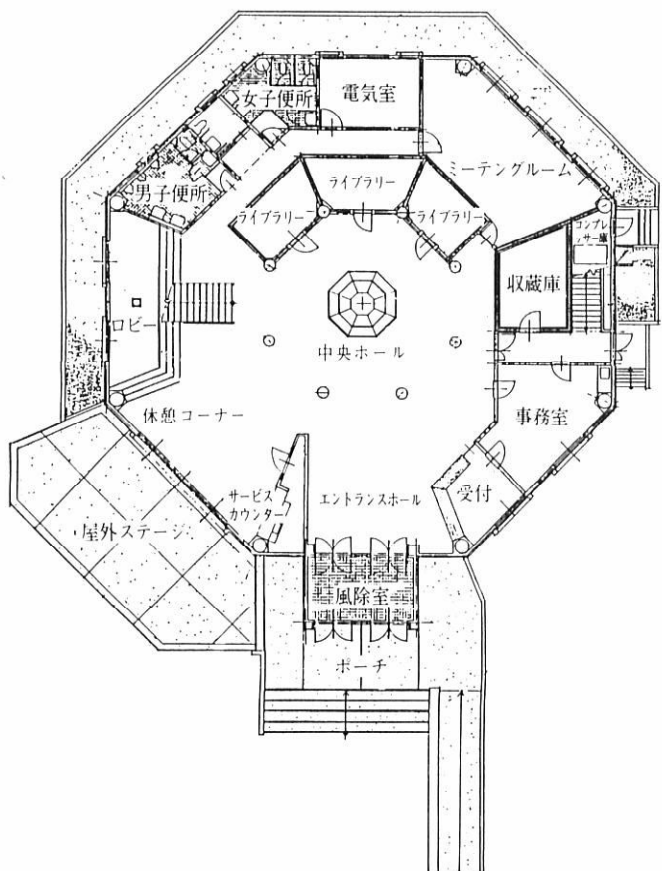 女子便所
電気室
ミーテングルーム
男子便所
ライブラリー
ライブラリー
ライブラリー
コンプレ
ッサー庫
収蔵庫
ロビー
中央ホール
休憩コーナー
事務室
サービス
カウンター
エントランスホール
受付
屋外ステージ
風除室
ポーチ